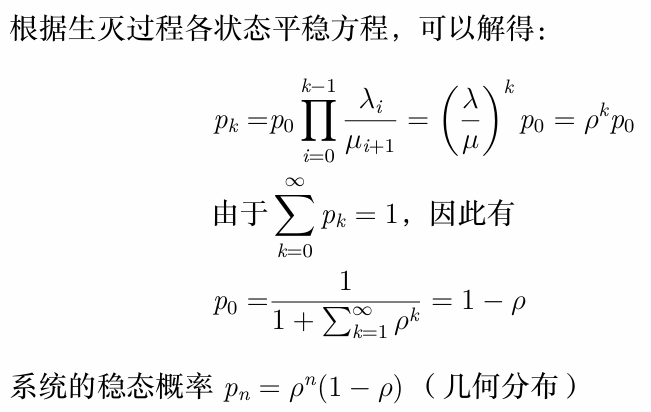 根据生灭过程各状态平稳方程，可以解得：
p_k =p_0 \prod_{i=0}^{k-1} \frac{\lambda_i}{\mu_{i+1}} = \left( \frac{\lambda}{\mu} \right)^k p_0 = \rho^k p_0
由于 \sum_{k=0}^{\infty} p_k = 1，因此有
p_0 = \frac{1}{1 + \sum_{k=1}^{\infty} \rho^k} = 1 - \rho
系统的稳态概率 p_n = \rho^n(1 - \rho)（几何分布）